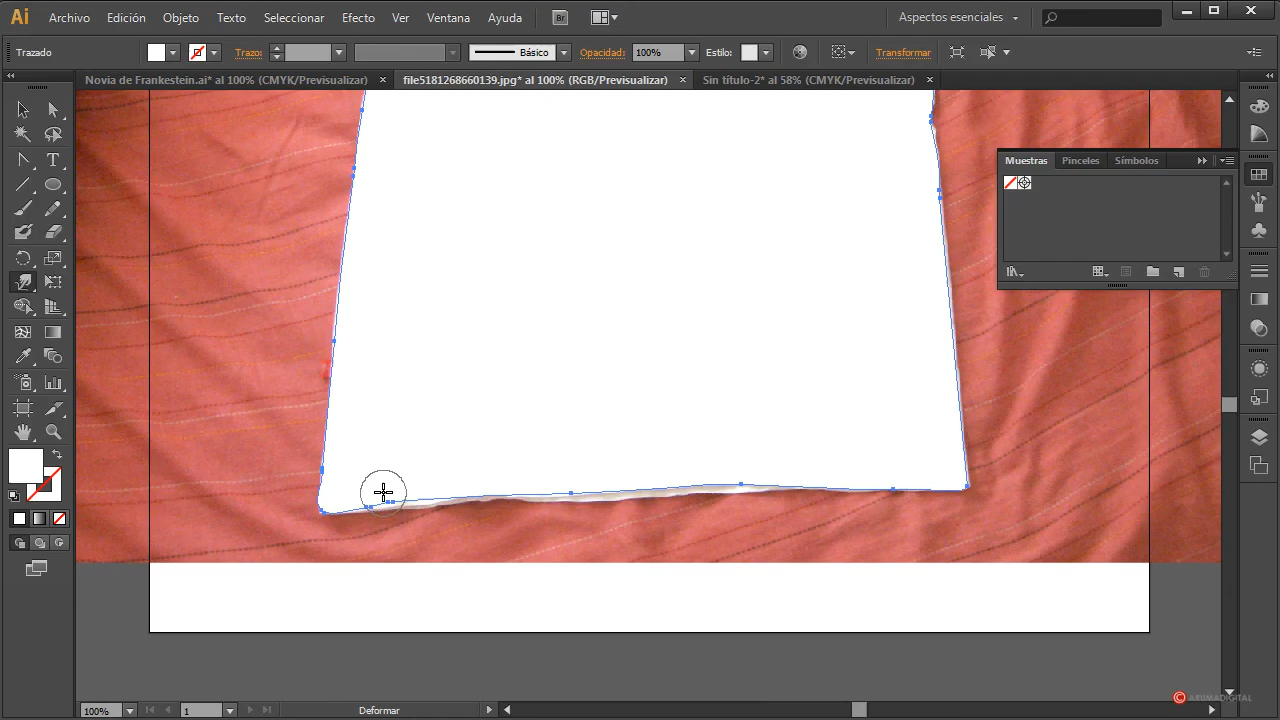 Ai Archivo Edición Objeto Texto Seleccionar Efecto Ver Ventana Ayuda Br Aspectos esenciales
Trazado Trazo: Básico Opacidad: 100% Estilo: Transformar
Novia de Frankestein.ai* al 100% (CMYK/Previsualizar) file5181268660139.jpg* al 100% (RGB/Previsualizar) Sin título-2* al 58% (CMYK/Previsualizar)
Muestras Pinceles Símbolos
T
© ARUMADIGITAL
100% 1 Deformar